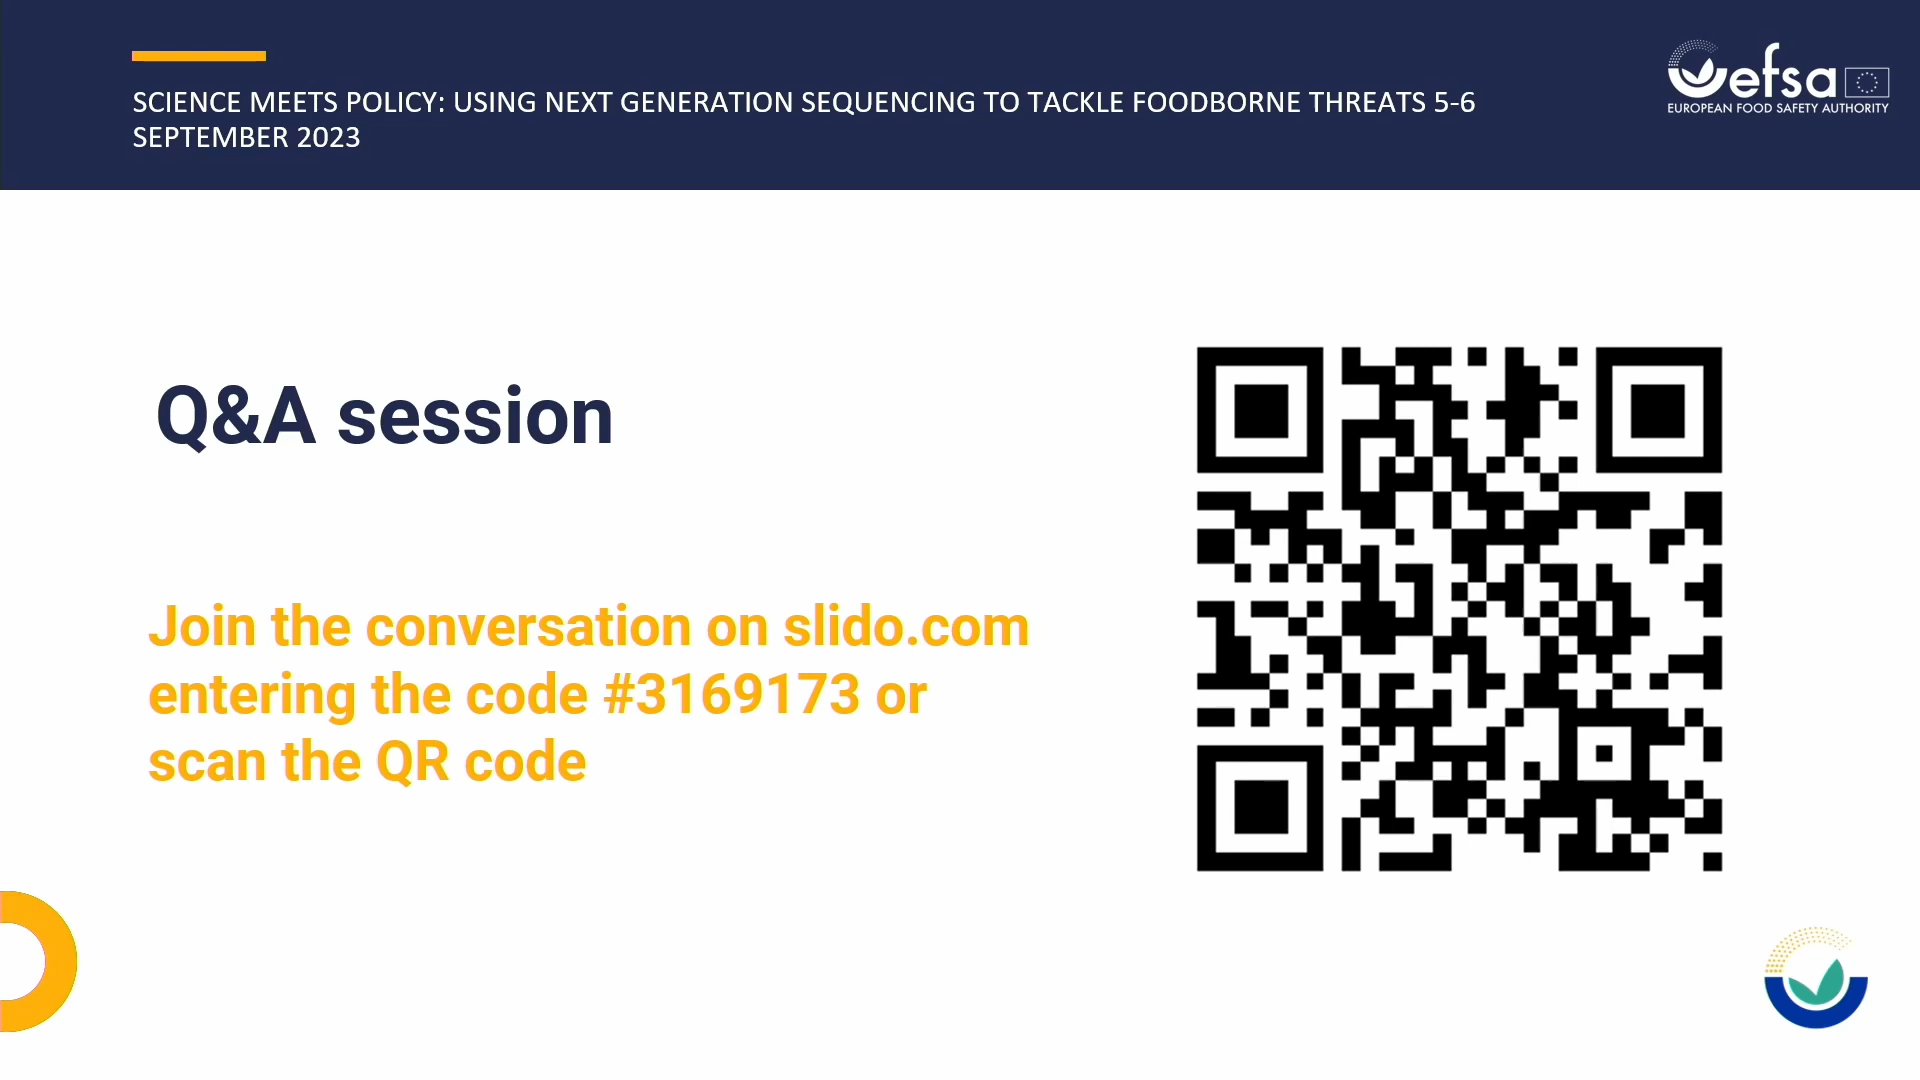 SCIENCE MEETS POLICY: USING NEXT GENERATION SEQUENCING TO TACKLE FOODBORNE THREATS 5-6
SEPTEMBER 2023
efsa
EUROPEAN FOOD SAFETY AUTHORITY
Q&A session
Join the conversation on slido.com
entering the code #3169173 or
scan the QR code